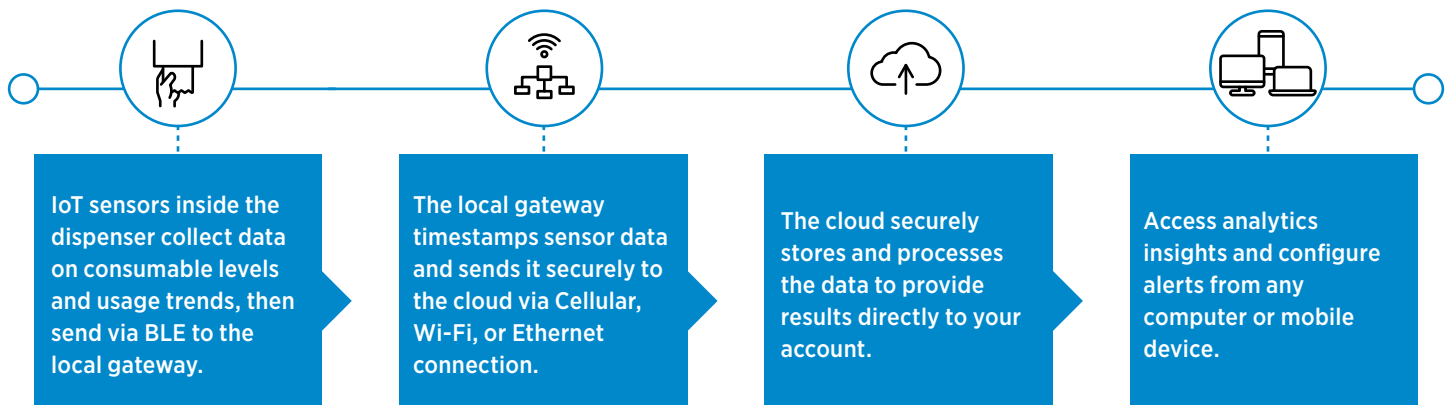 IoT sensors inside the
dispenser collect data
on consumable levels
and usage trends, then
send via BLE to the
local gateway.
The local gateway
timestamps sensor data
and sends it securely to
the cloud via Cellular,
Wi-Fi, or Ethernet
connection.
The cloud securely
stores and processes
the data to provide
results directly to your
account.
Access analytics
insights and configure
alerts from any
computer or mobile
device.